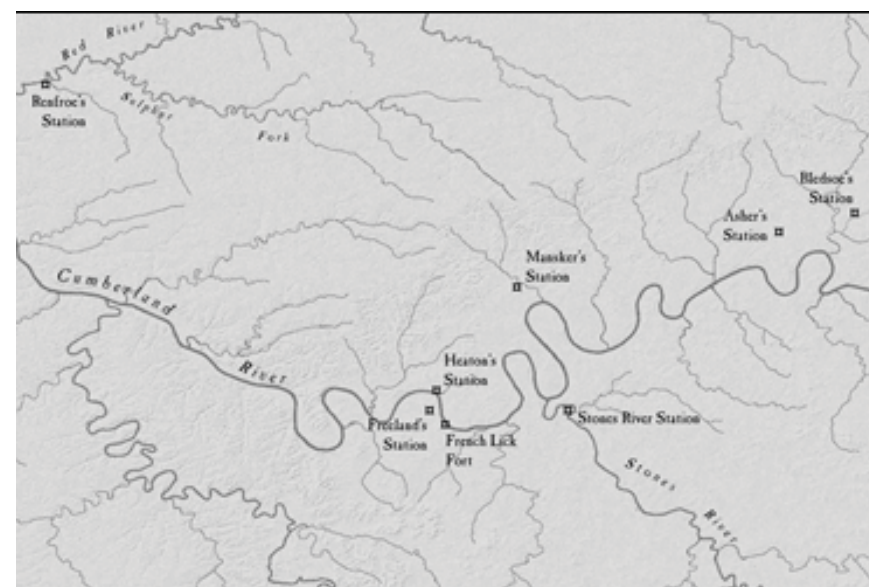 Red River
Renfroe's
Station
Sulphur
Fork
Bledsoe's
Station
Asher's
Station
Mansker's
Station
Cumberland
River
Heaton's
Station
Freeland's
Station
French Lick
Fort
Stones River Station
Stones River